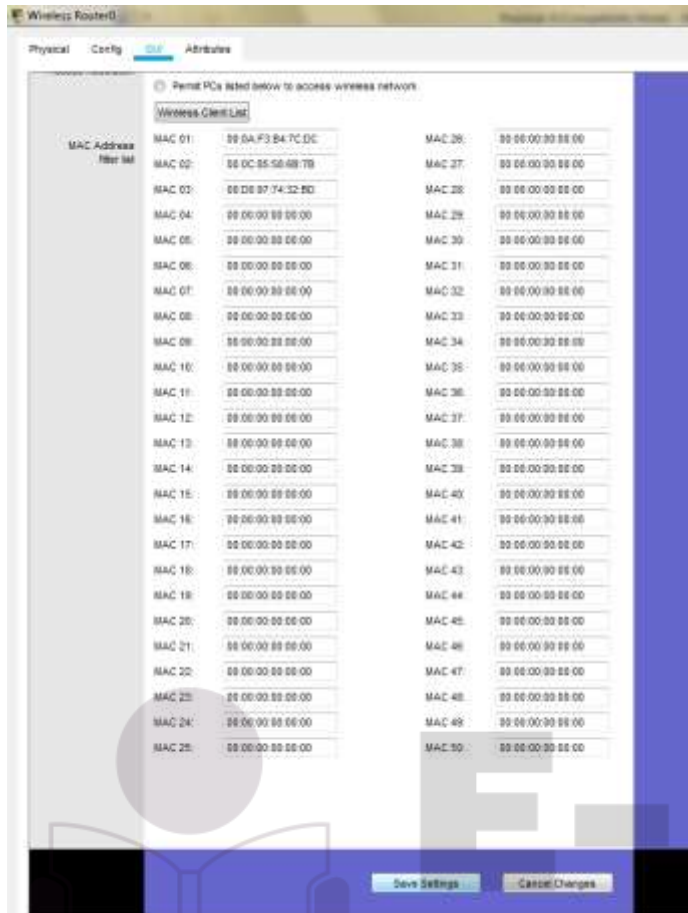 Wireless Router0
Physical Config GUI Attributes
Permit PCs listed below to access wireless network
Wireless Client List
MAC Address
filter list
MAC 01: MAC 26: 00:00:00:00:00:00
MAC 02: MAC 27: 00:00:00:00:00:00
MAC 03: MAC 28: 00:00:00:00:00:00
MAC 04: 00:00:00:00:00:00 MAC 29: 00:00:00:00:00:00
MAC 05: 00:00:00:00:00:00 MAC 30: 00:00:00:00:00:00
MAC 06: 00:00:00:00:00:00 MAC 31: 00:00:00:00:00:00
MAC 07: 00:00:00:00:00:00 MAC 32: 00:00:00:00:00:00
MAC 08: 00:00:00:00:00:00 MAC 33: 00:00:00:00:00:00
MAC 09: 00:00:00:00:00:00 MAC 34: 00:00:00:00:00:00
MAC 10: 00:00:00:00:00:00 MAC 35: 00:00:00:00:00:00
MAC 11: 00:00:00:00:00:00 MAC 36: 00:00:00:00:00:00
MAC 12: 00:00:00:00:00:00 MAC 37: 00:00:00:00:00:00
MAC 13: 00:00:00:00:00:00 MAC 38: 00:00:00:00:00:00
MAC 14: 00:00:00:00:00:00 MAC 39: 00:00:00:00:00:00
MAC 15: 00:00:00:00:00:00 MAC 40: 00:00:00:00:00:00
MAC 16: 00:00:00:00:00:00 MAC 41: 00:00:00:00:00:00
MAC 17: 00:00:00:00:00:00 MAC 42: 00:00:00:00:00:00
MAC 18: 00:00:00:00:00:00 MAC 43: 00:00:00:00:00:00
MAC 19: 00:00:00:00:00:00 MAC 44: 00:00:00:00:00:00
MAC 20: 00:00:00:00:00:00 MAC 45: 00:00:00:00:00:00
MAC 21: 00:00:00:00:00:00 MAC 46: 00:00:00:00:00:00
MAC 22: 00:00:00:00:00:00 MAC 47: 00:00:00:00:00:00
MAC 23: 00:00:00:00:00:00 MAC 48: 00:00:00:00:00:00
MAC 24: 00:00:00:00:00:00 MAC 49: 00:00:00:00:00:00
MAC 25: 00:00:00:00:00:00 MAC 50: 00:00:00:00:00:00
Save Settings Cancel Changes